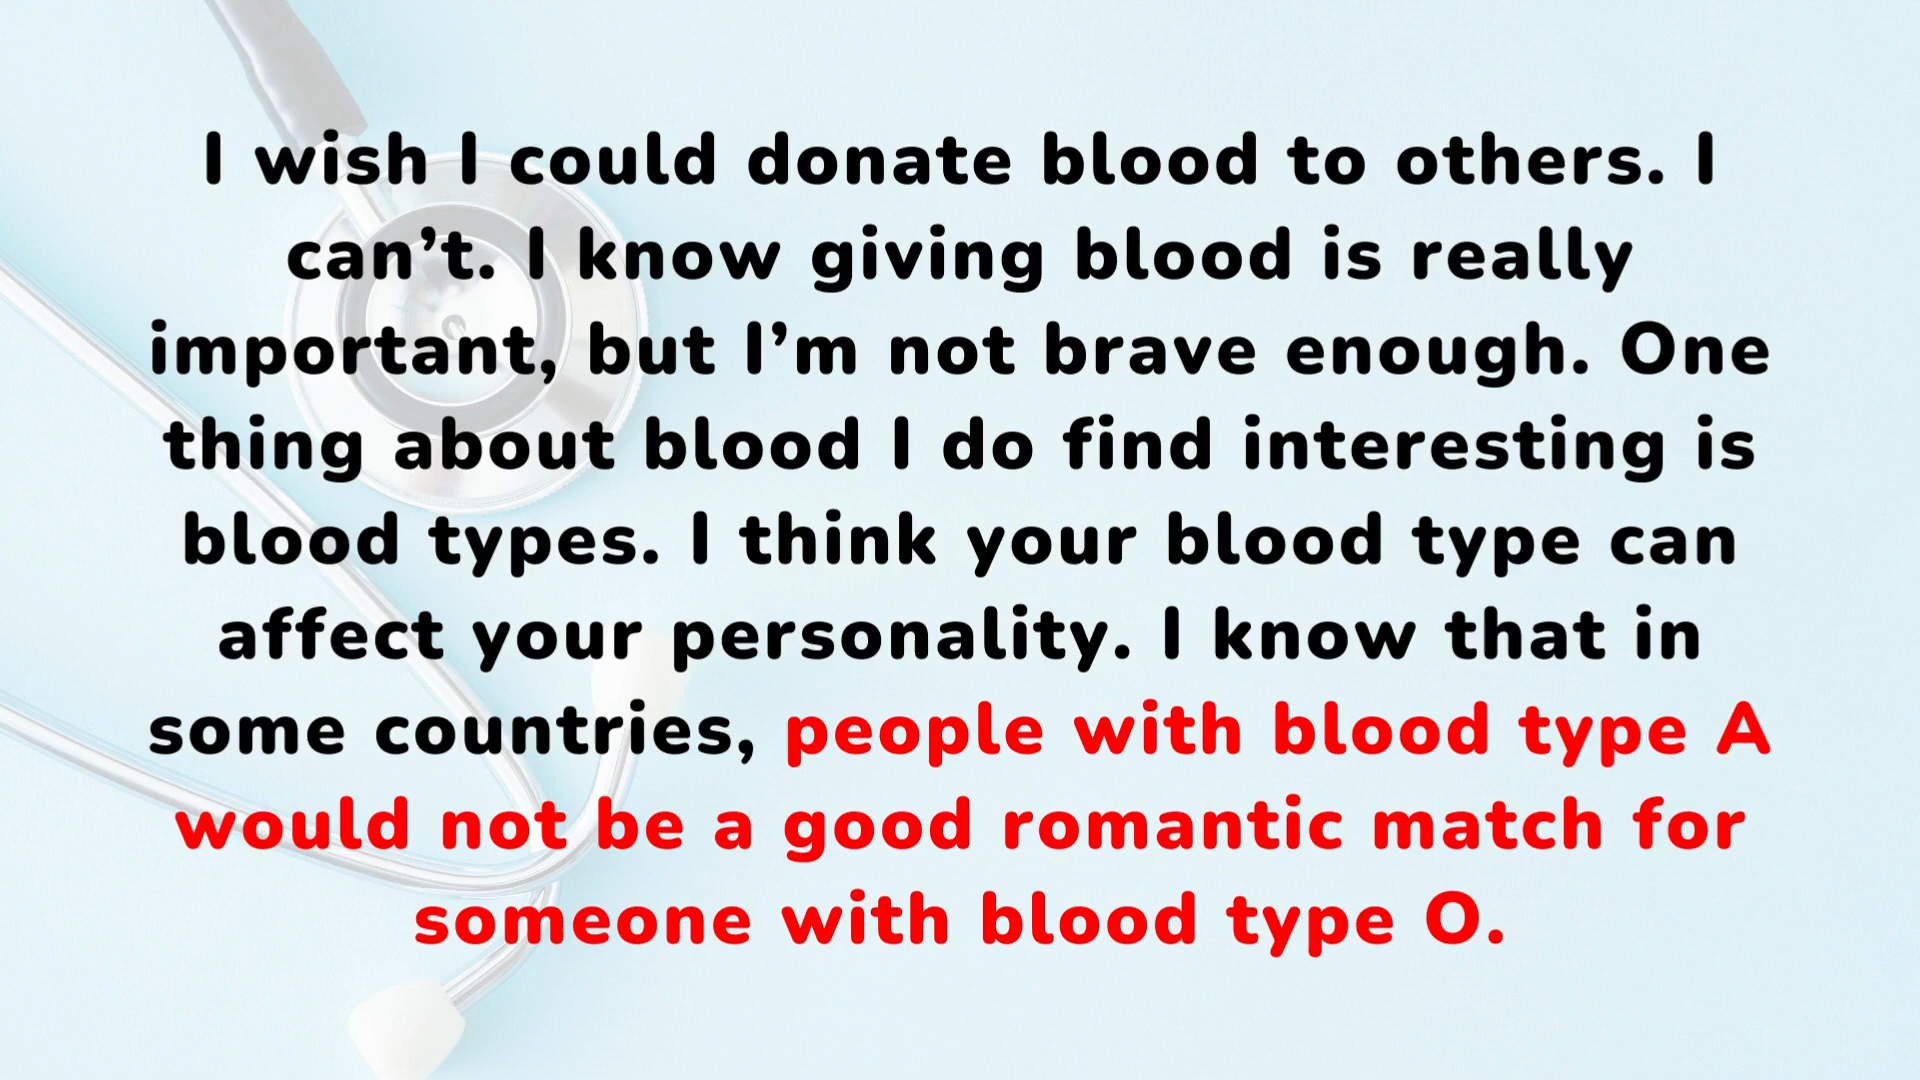 I wish I could donate blood to others. I
can’t. I know giving blood is really
important, but I’m not brave enough. One
thing about blood I do find interesting is
blood types. I think your blood type can
affect your personality. I know that in
some countries, people with blood type A
would not be a good romantic match for
someone with blood type O.